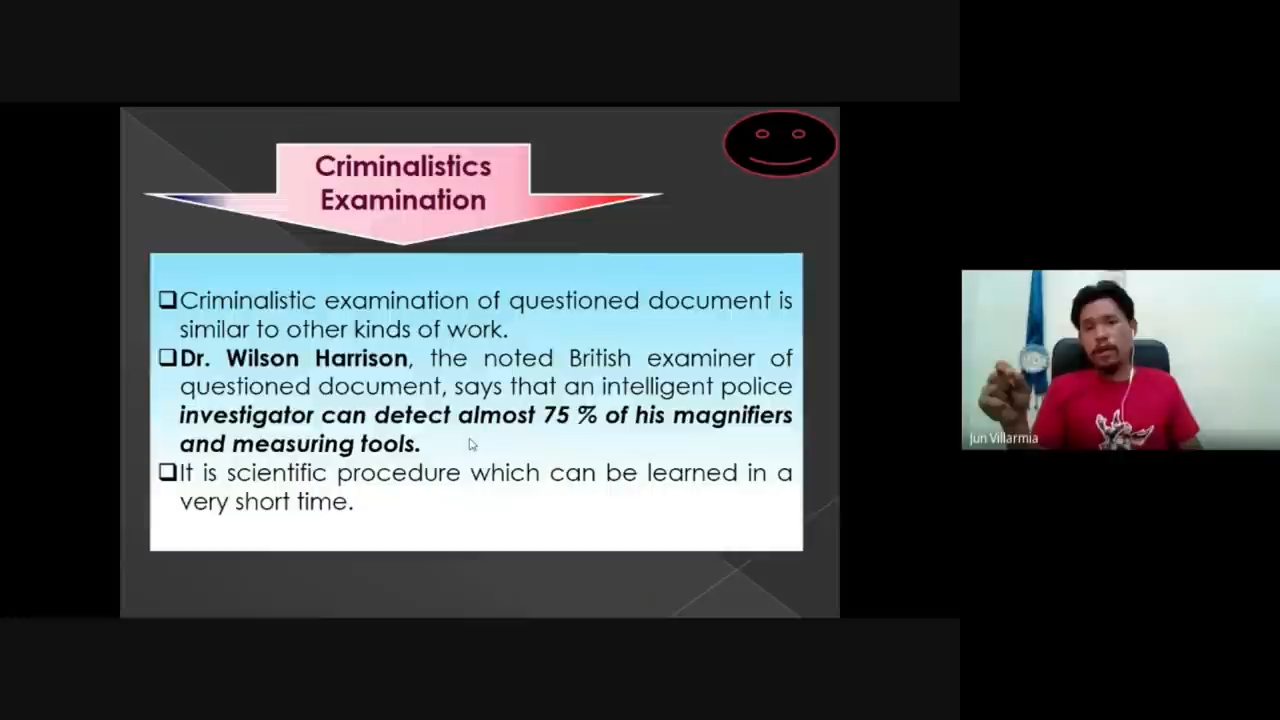 Criminalistics
Examination
❑Criminalistic examination of questioned document is
similar to other kinds of work.
❑Dr. Wilson Harrison, the noted British examiner of
questioned document, says that an intelligent police
investigator can detect almost 75 % of his magnifiers
and measuring tools.
❑It is scientific procedure which can be learned in a
very short time.
Jun Villarmia